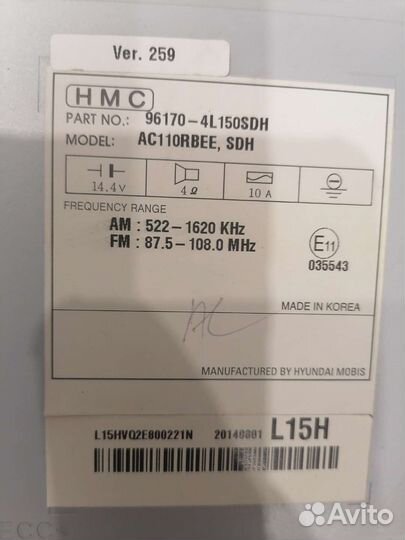 Ver. 259
HMC
PART NO.: 96170-4L150SDH
MODEL: AC110RBEE, SDH
14.4V 4Ω 10 A
FREQUENCY RANGE
AM : 522-1620 KHz
FM : 87.5-108.0 MHz
E11
035543
AC
MADE IN KOREA
MANUFACTURED BY HYUNDAI MOBIS
L15HVQ2E800221N 20140801 L15H
Avito